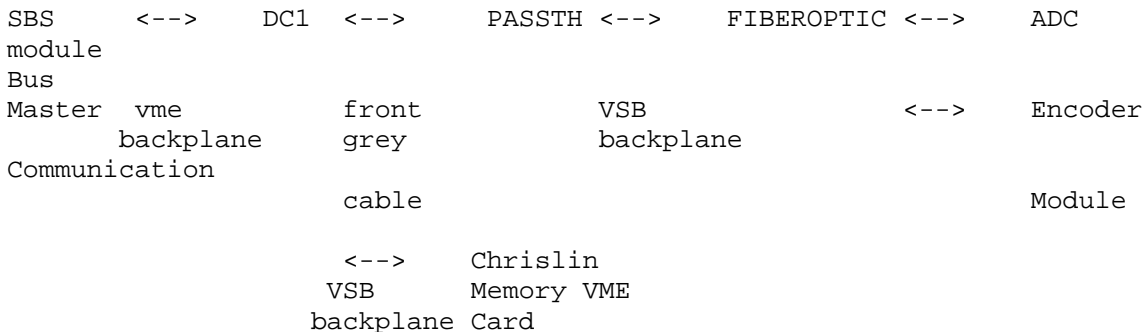 SBS <--> DC1 <--> PASSTH <--> FIBEROPTIC <--> ADC
module
Bus
Master vme front VSB <--> Encoder
backplane grey backplane
Communication
cable Module
<--> Chrislin
VSB Memory VME
backplane Card